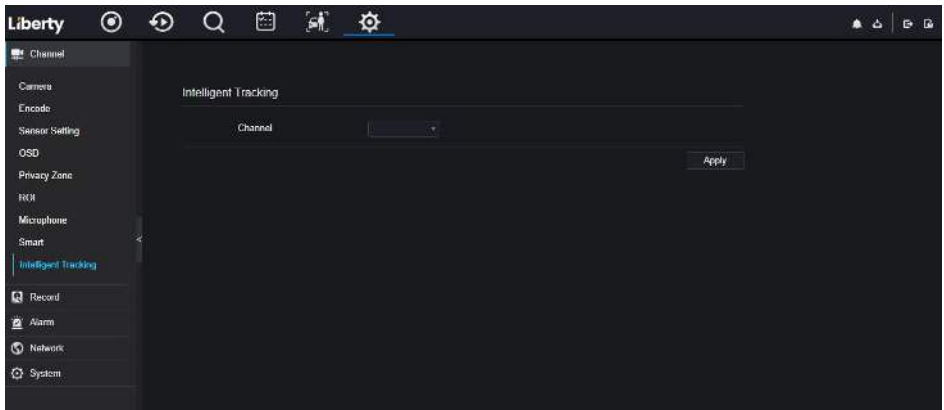 Liberty
Channel
Camera
Encode
Sensor Setting
OSD
Privacy Zone
ROI
Microphone
Smart
Intelligent Tracking
Record
Alarm
Network
System
Intelligent Tracking
Channel
Apply